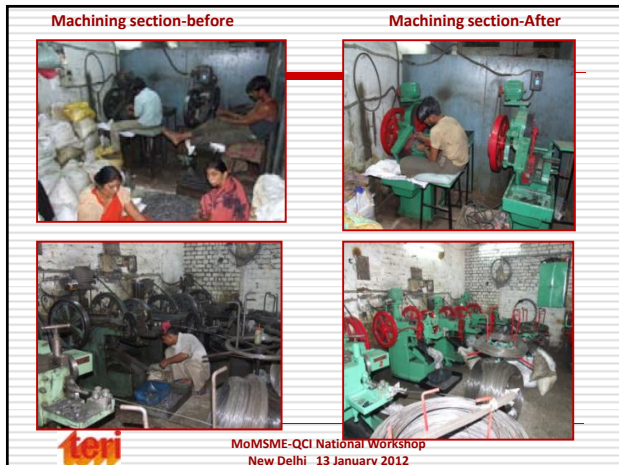 Machining section-before
Machining section-After
teri
MoMSME-QCI National Workshop
New Delhi 13 January 2012